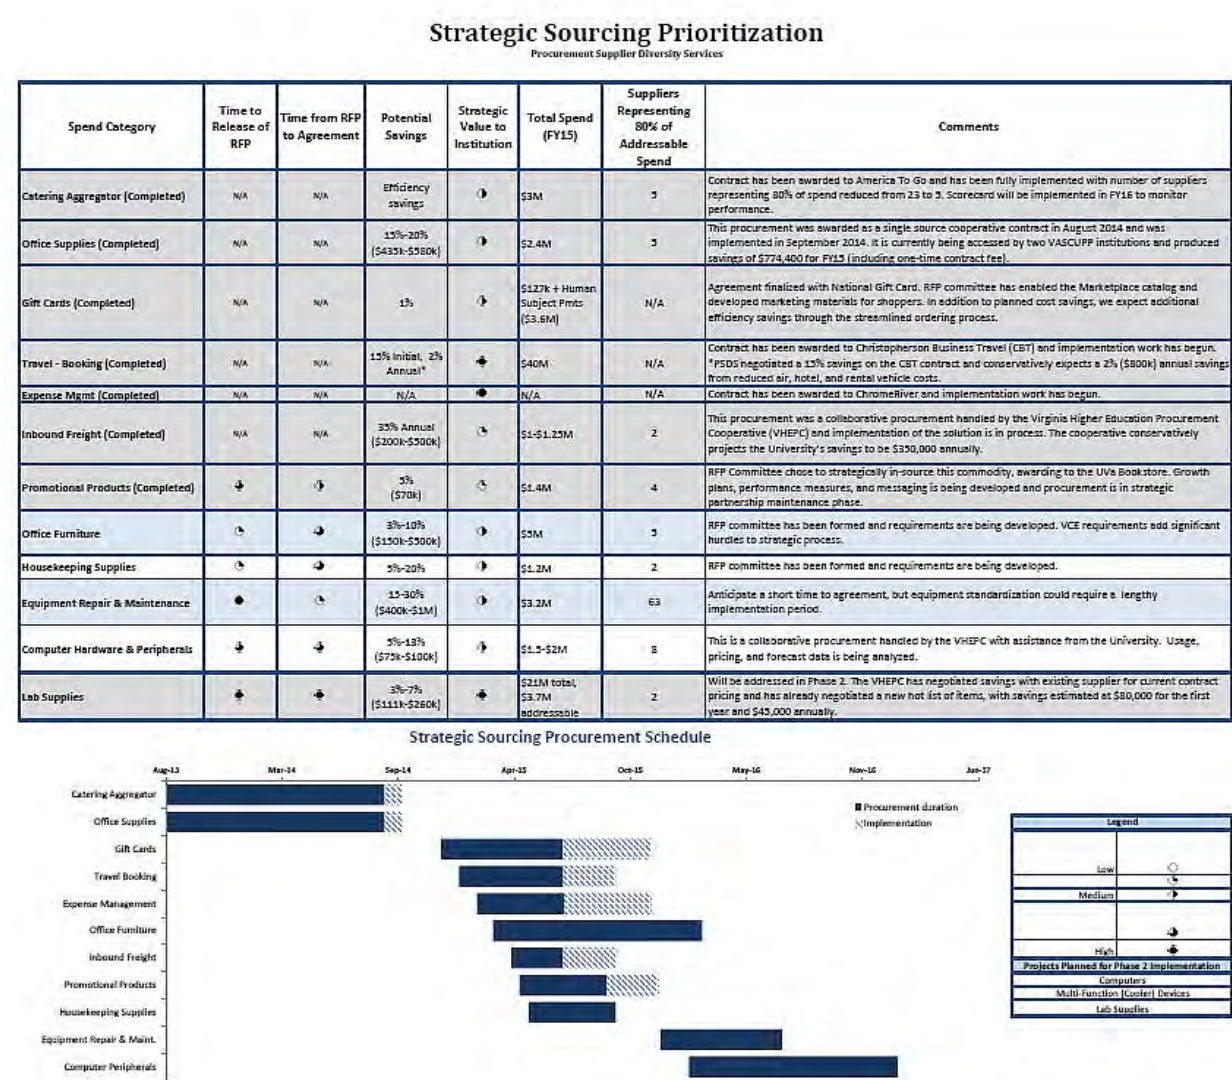 Strategic Sourcing Prioritization
Procurement Supplier Diversity Services
Spend Category
Time to
Release of
RFP
Time from RFP
to Agreement
Potential
Savings
Strategic
Value to
Institution
Total Spend
(FY15)
Suppliers
Representing
80% of
Addressable
Spend
Comments
Catering Aggregator (Completed)
N/A
N/A
Efficiency
savings
$3M
5
Contract has been awarded to America To Go and has been fully implemented with number of suppliers
representing 80% of spend reduced from 23 to 5. Scorecard will be implemented in FY16 to monitor
performance.
Office Supplies (Completed)
N/A
N/A
15%-20%
($435k-$580k)
$2.4M
5
This procurement was awarded as a single source cooperative contract in August 2014 and was
implemented in September 2014. It is currently being accessed by two VASCUPP institutions and produced
savings of $774,400 for FY15 (including one-time contract fee).
Gift Cards (Completed)
N/A
N/A
1%
$127k + Human
Subject Pmts
($3.6M)
N/A
Agreement finalized with National Gift Card. RFP committee has enabled the Marketplace catalog and
developed marketing materials for shoppers. In addition to planned cost savings, we expect additional
efficiency savings through the streamlined ordering process.
Travel - Booking (Completed)
N/A
N/A
15% Initial, 2%
Annual*
$40M
N/A
Contract has been awarded to Christopherson Business Travel (CBT) and implementation work has begun.
*PSDS negotiated a 15% savings on the CBT contract and conservatively expects a 2% ($800k) annual savings
from reduced air, hotel, and rental vehicle costs.
Expense Mgmt (Completed)
N/A
N/A
N/A
N/A
N/A
Contract has been awarded to ChromeRiver and implementation work has begun.
Inbound Freight (Completed)
N/A
N/A
35% Annual
($200k-$500k)
$1-$1.25M
2
This procurement was a collaborative procurement handled by the Virginia Higher Education Procurement
Cooperative (VHEPC) and implementation of the solution is in process. The cooperative conservatively
projects the University's savings to be $350,000 annually.
Promotional Products (Completed)
5%
($70k)
$1.4M
4
RFP Committee chose to strategically in-source this commodity, awarding to the UVa Bookstore. Growth
plans, performance measures, and messaging is being developed and procurement is in strategic
partnership maintenance phase.
Office Furniture
3%-10%
($150k-$500k)
$5M
5
RFP committee has been formed and requirements are being developed. VCE requirements add significant
hurdles to strategic process.
Housekeeping Supplies
5%-20%
$1.2M
2
RFP committee has been formed and requirements are being developed.
Equipment Repair & Maintenance
15-30%
($400k-$1M)
$3.2M
63
Anticipate a short time to agreement, but equipment standardization could require a lengthy
implementation period.
Computer Hardware & Peripherals
5%-13%
($75k-$100k)
$1.5-$2M
8
This is a collaborative procurement handled by the VHEPC with assistance from the University. Usage,
pricing, and forecast data is being analyzed.
Lab Supplies
3%-7%
($111k-$260k)
$21M total,
$3.7M
addressable
2
Will be addressed in Phase 2. The VHEPC has negotiated savings with existing supplier for current contract
pricing and has already negotiated a new hot list of items, with savings estimated at $80,000 for the first
year and $45,000 annually.
Strategic Sourcing Procurement Schedule
Aug-13 Mar-14 Sep-14 Apr-15 Oct-15 May-16 Nov-16 Jun-17
Catering Aggregator
Office Supplies
Gift Cards
Travel Booking
Expense Management
Office Furniture
Inbound Freight
Promotional Products
Housekeeping Supplies
Equipment Repair & Maint.
Computer Peripherals
Procurement duration
Implementation
Legend
Low
Medium
High
Projects Planned for Phase 2 Implementation
Computers
Multi-Function (Copier) Devices
Lab Supplies